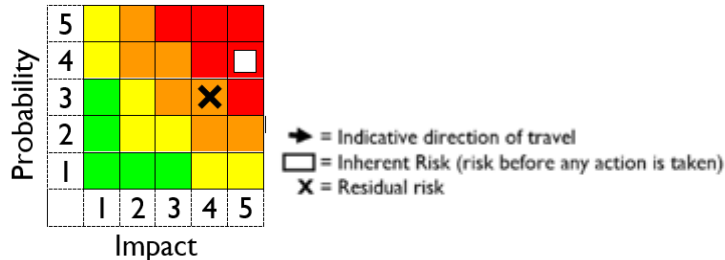 Probability
5
4
3
2
1
1 2 3 4 5
Impact
= Indicative direction of travel
= Inherent Risk (risk before any action is taken)
X = Residual risk